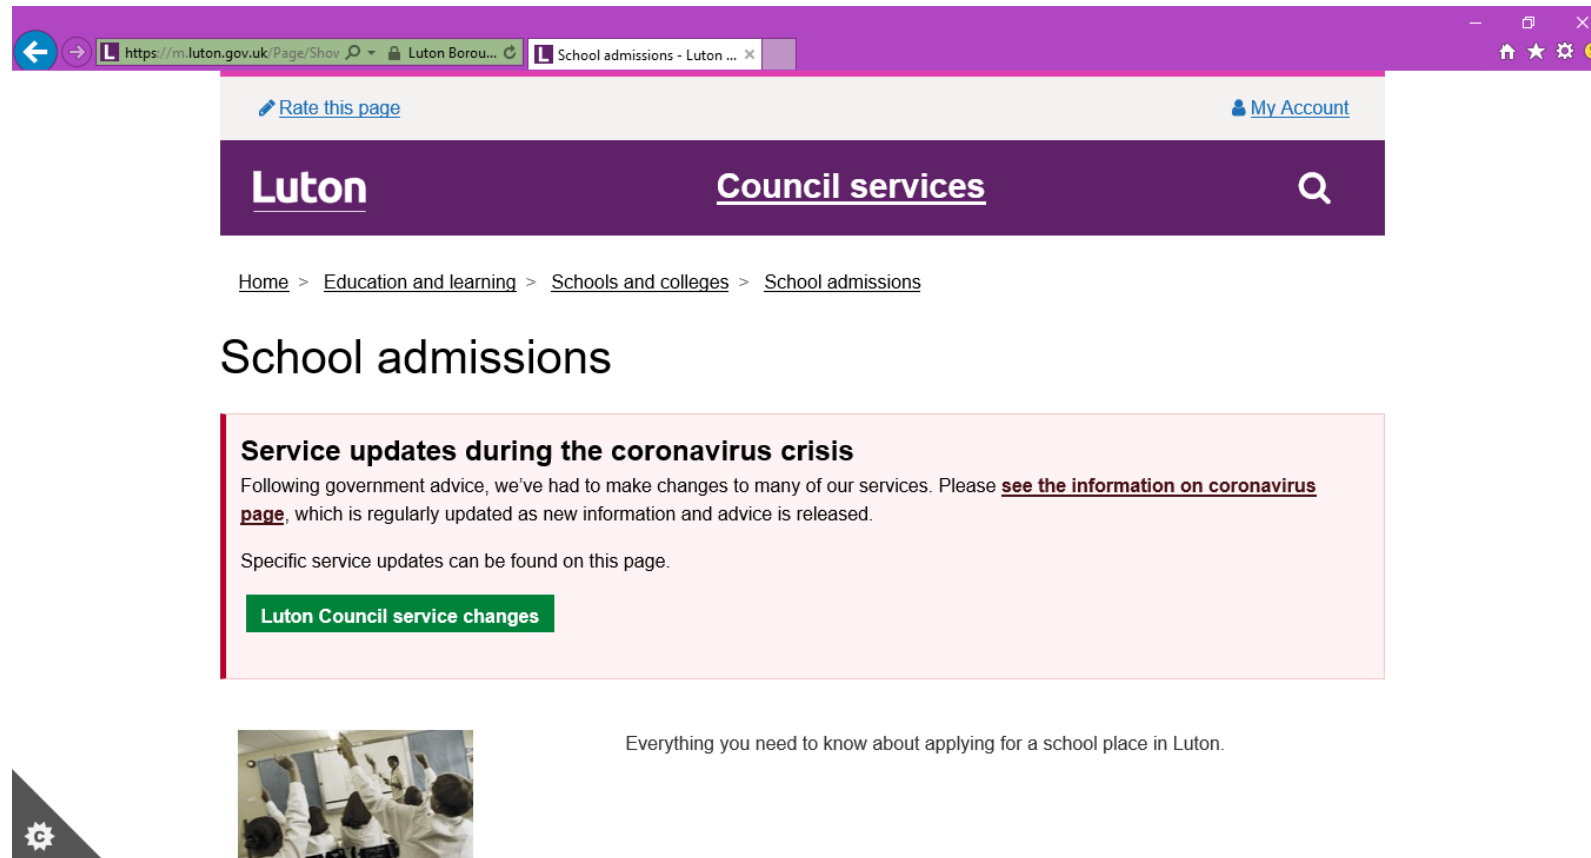 https://m.luton.gov.uk/Page/Shov
Luton Borou...
School admissions - Luton ...
Rate this page
My Account
Luton
Council services
Home > Education and learning > Schools and colleges > School admissions
School admissions
Service updates during the coronavirus crisis
Following government advice, we've had to make changes to many of our services. Please see the information on coronavirus
page, which is regularly updated as new information and advice is released.
Specific service updates can be found on this page.
Luton Council service changes
Everything you need to know about applying for a school place in Luton.